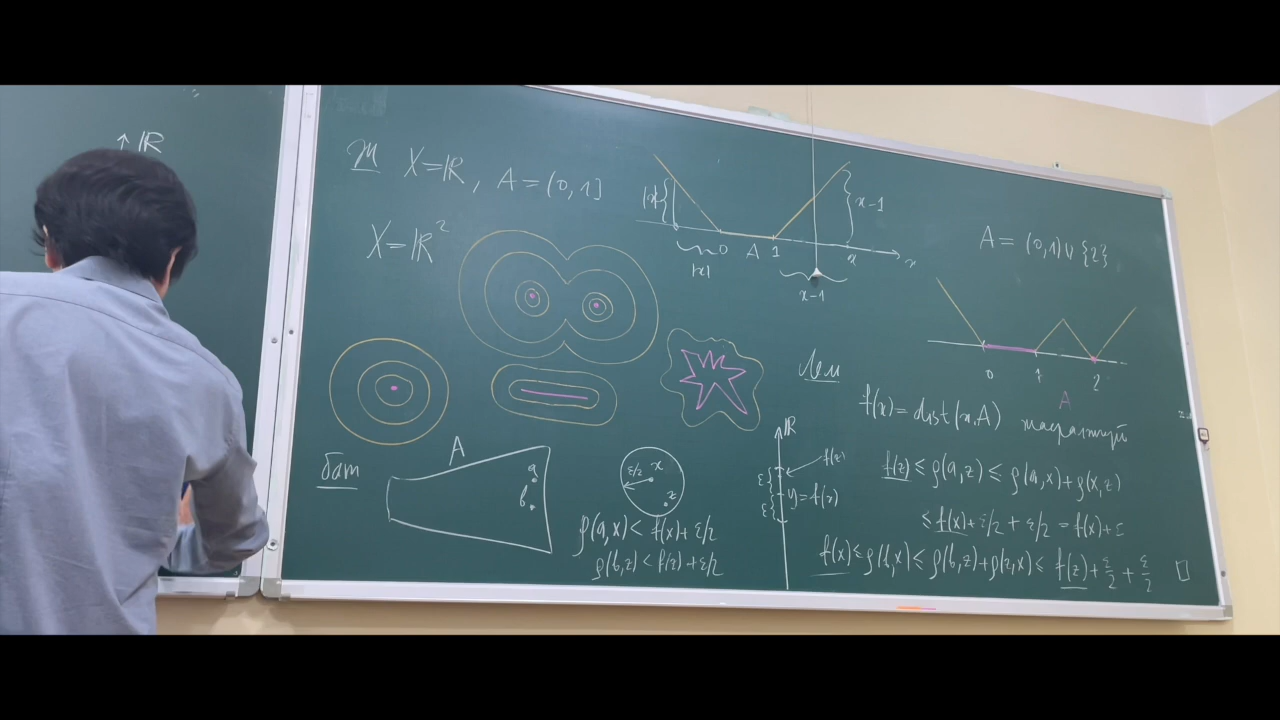 ↑ ℝ
Ж X=ℝ, A=(0,1]
X=ℝ²
|x|
|x|
0 A 1 x x
x-1
x-1
A = (0,1)∪{2}
0 1 2
A
Лем
f(x)=dist(x,A)
f(z) ≤ ρ(a,z) ≤ ρ(a,x)+ρ(x,z)
≤ f(x)+ε/2+ε/2 = f(x)+ε
f(x) ≤ ρ(b,x) ≤ ρ(b,z)+ρ(z,x) ≤ f(z)+ε/2+ε/2 □
бат
A
a
b
ε/2 x
z
ρ(a,x) < f(x)+ε/2
ρ(b,z) < f(z)+ε/2
ℝ
f(z)
ε
y=f(x)
ε